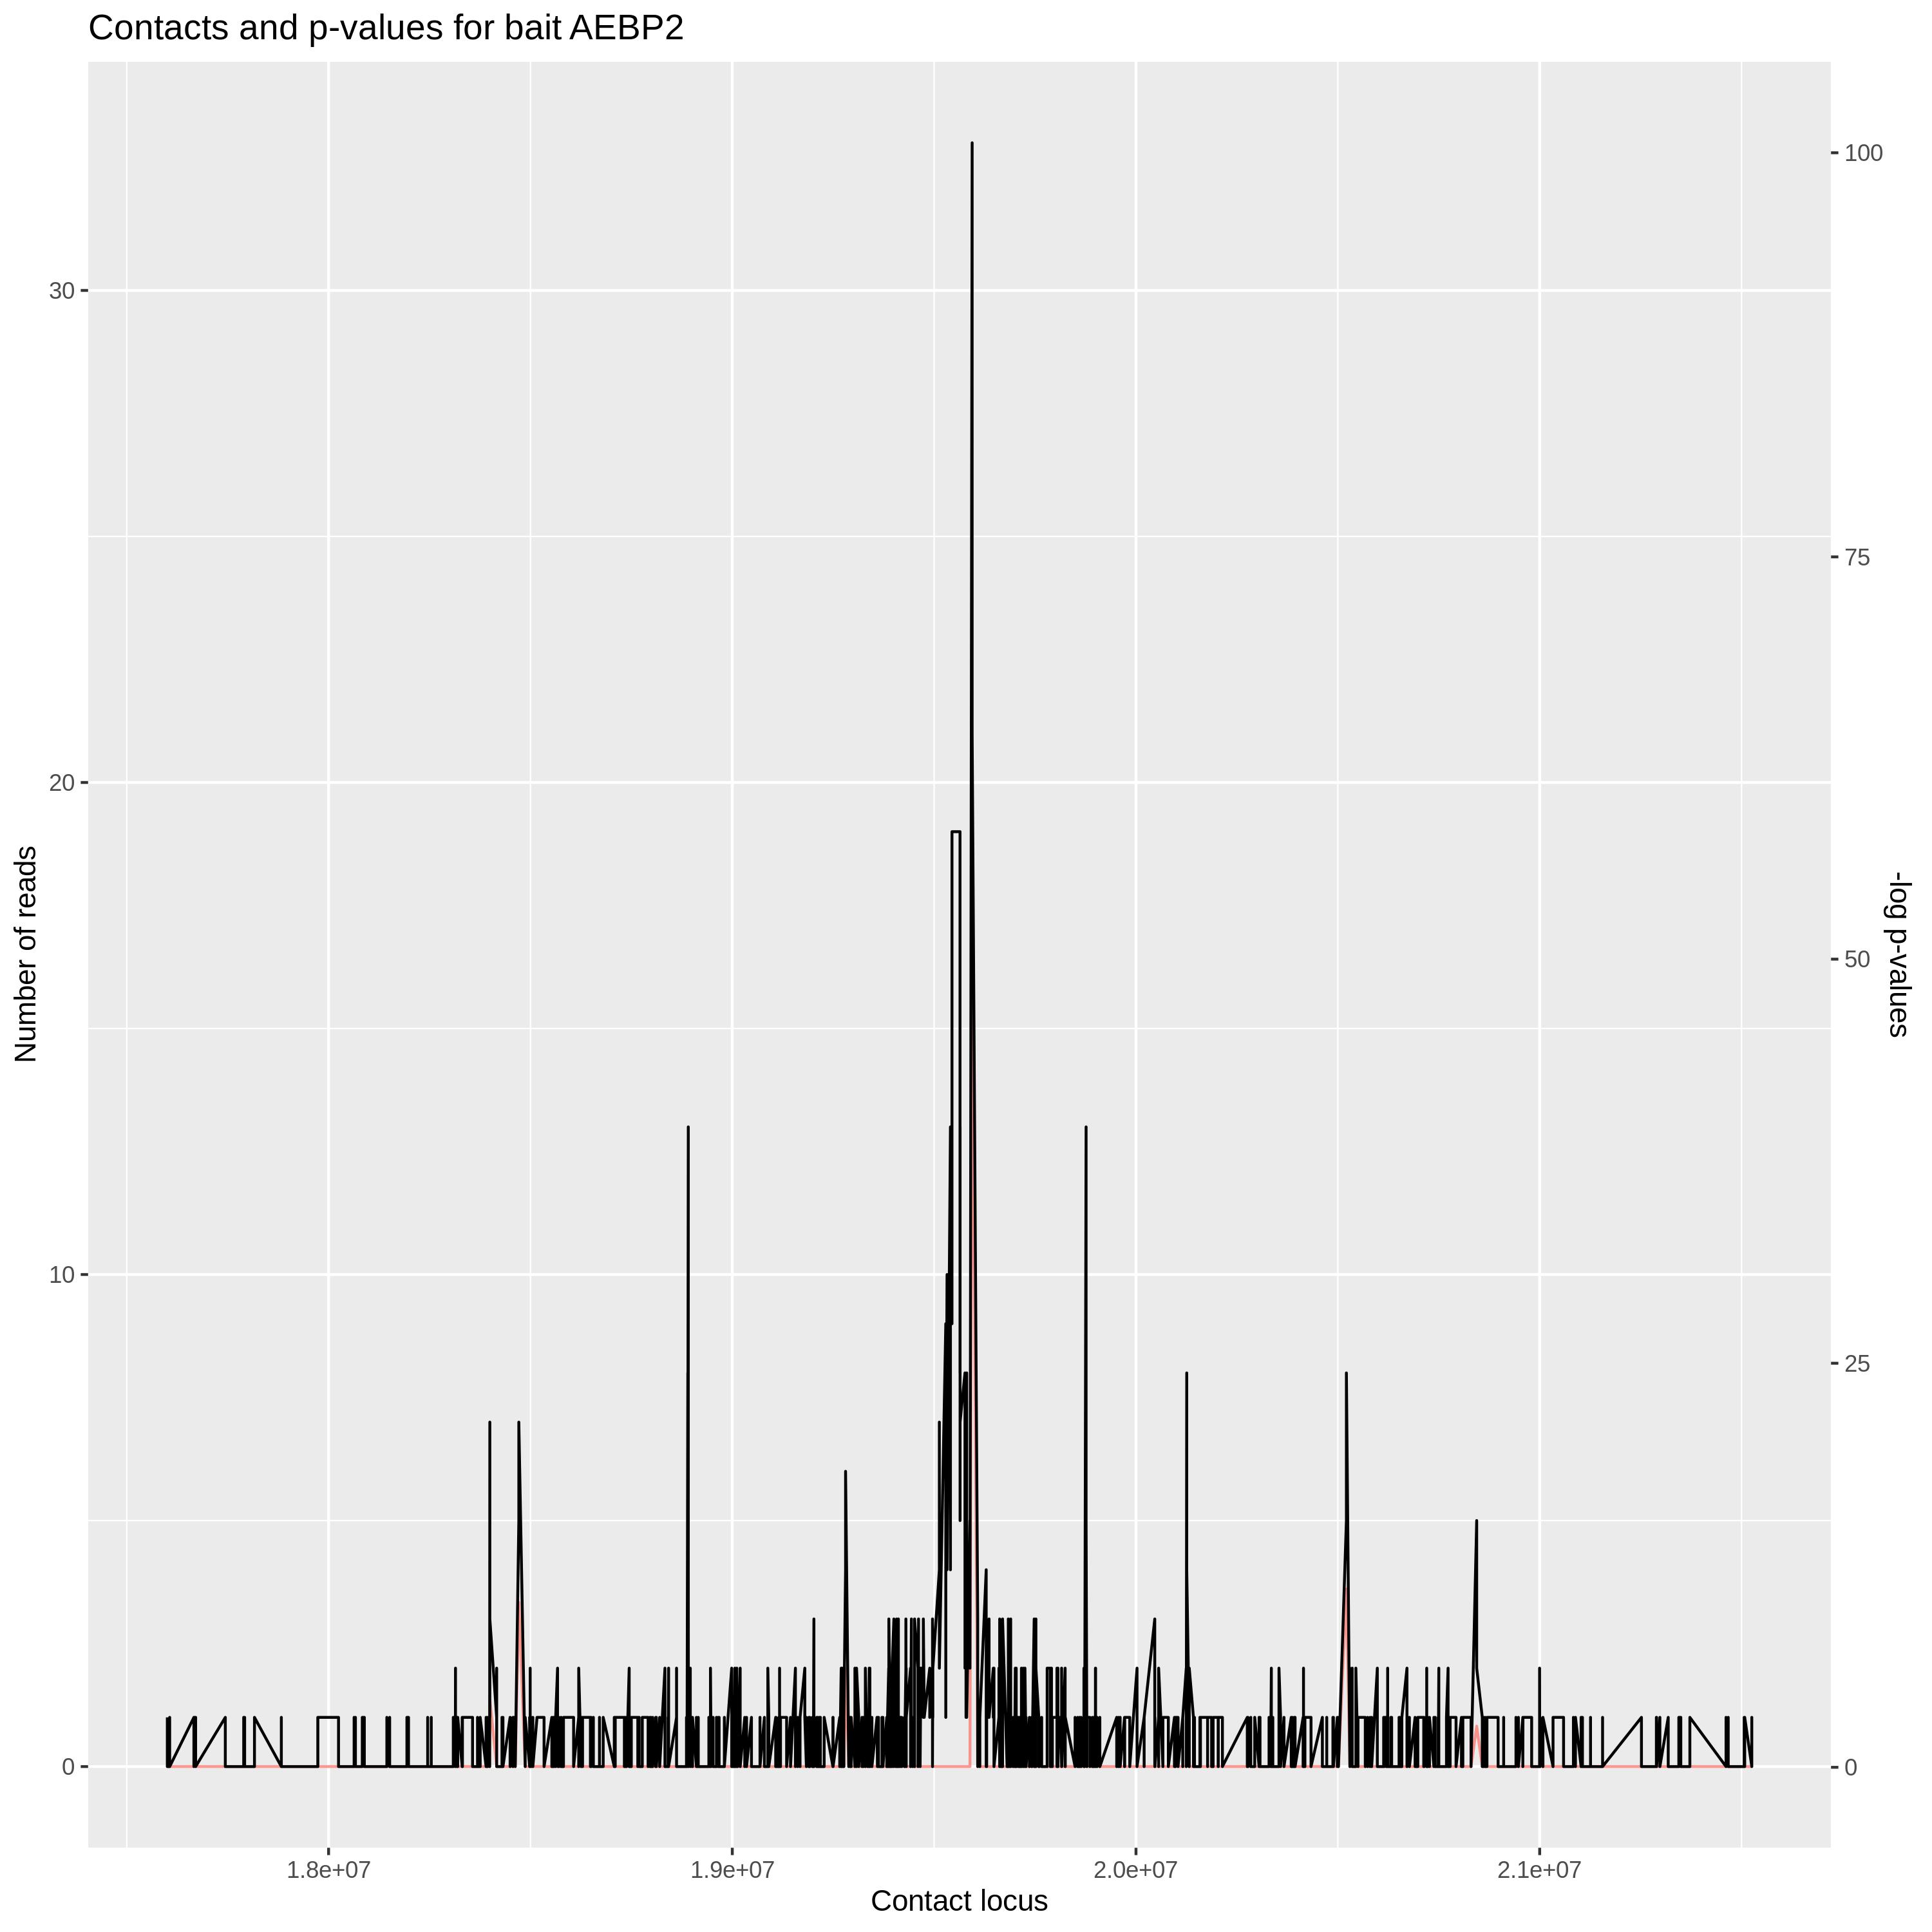 Contacts and p-values for bait AEBP2
100
30
75
20
Number of reads
-log p-values
50
10
25
0
0
1.8e+07
1.9e+07
2.0e+07
2.1e+07
Contact locus